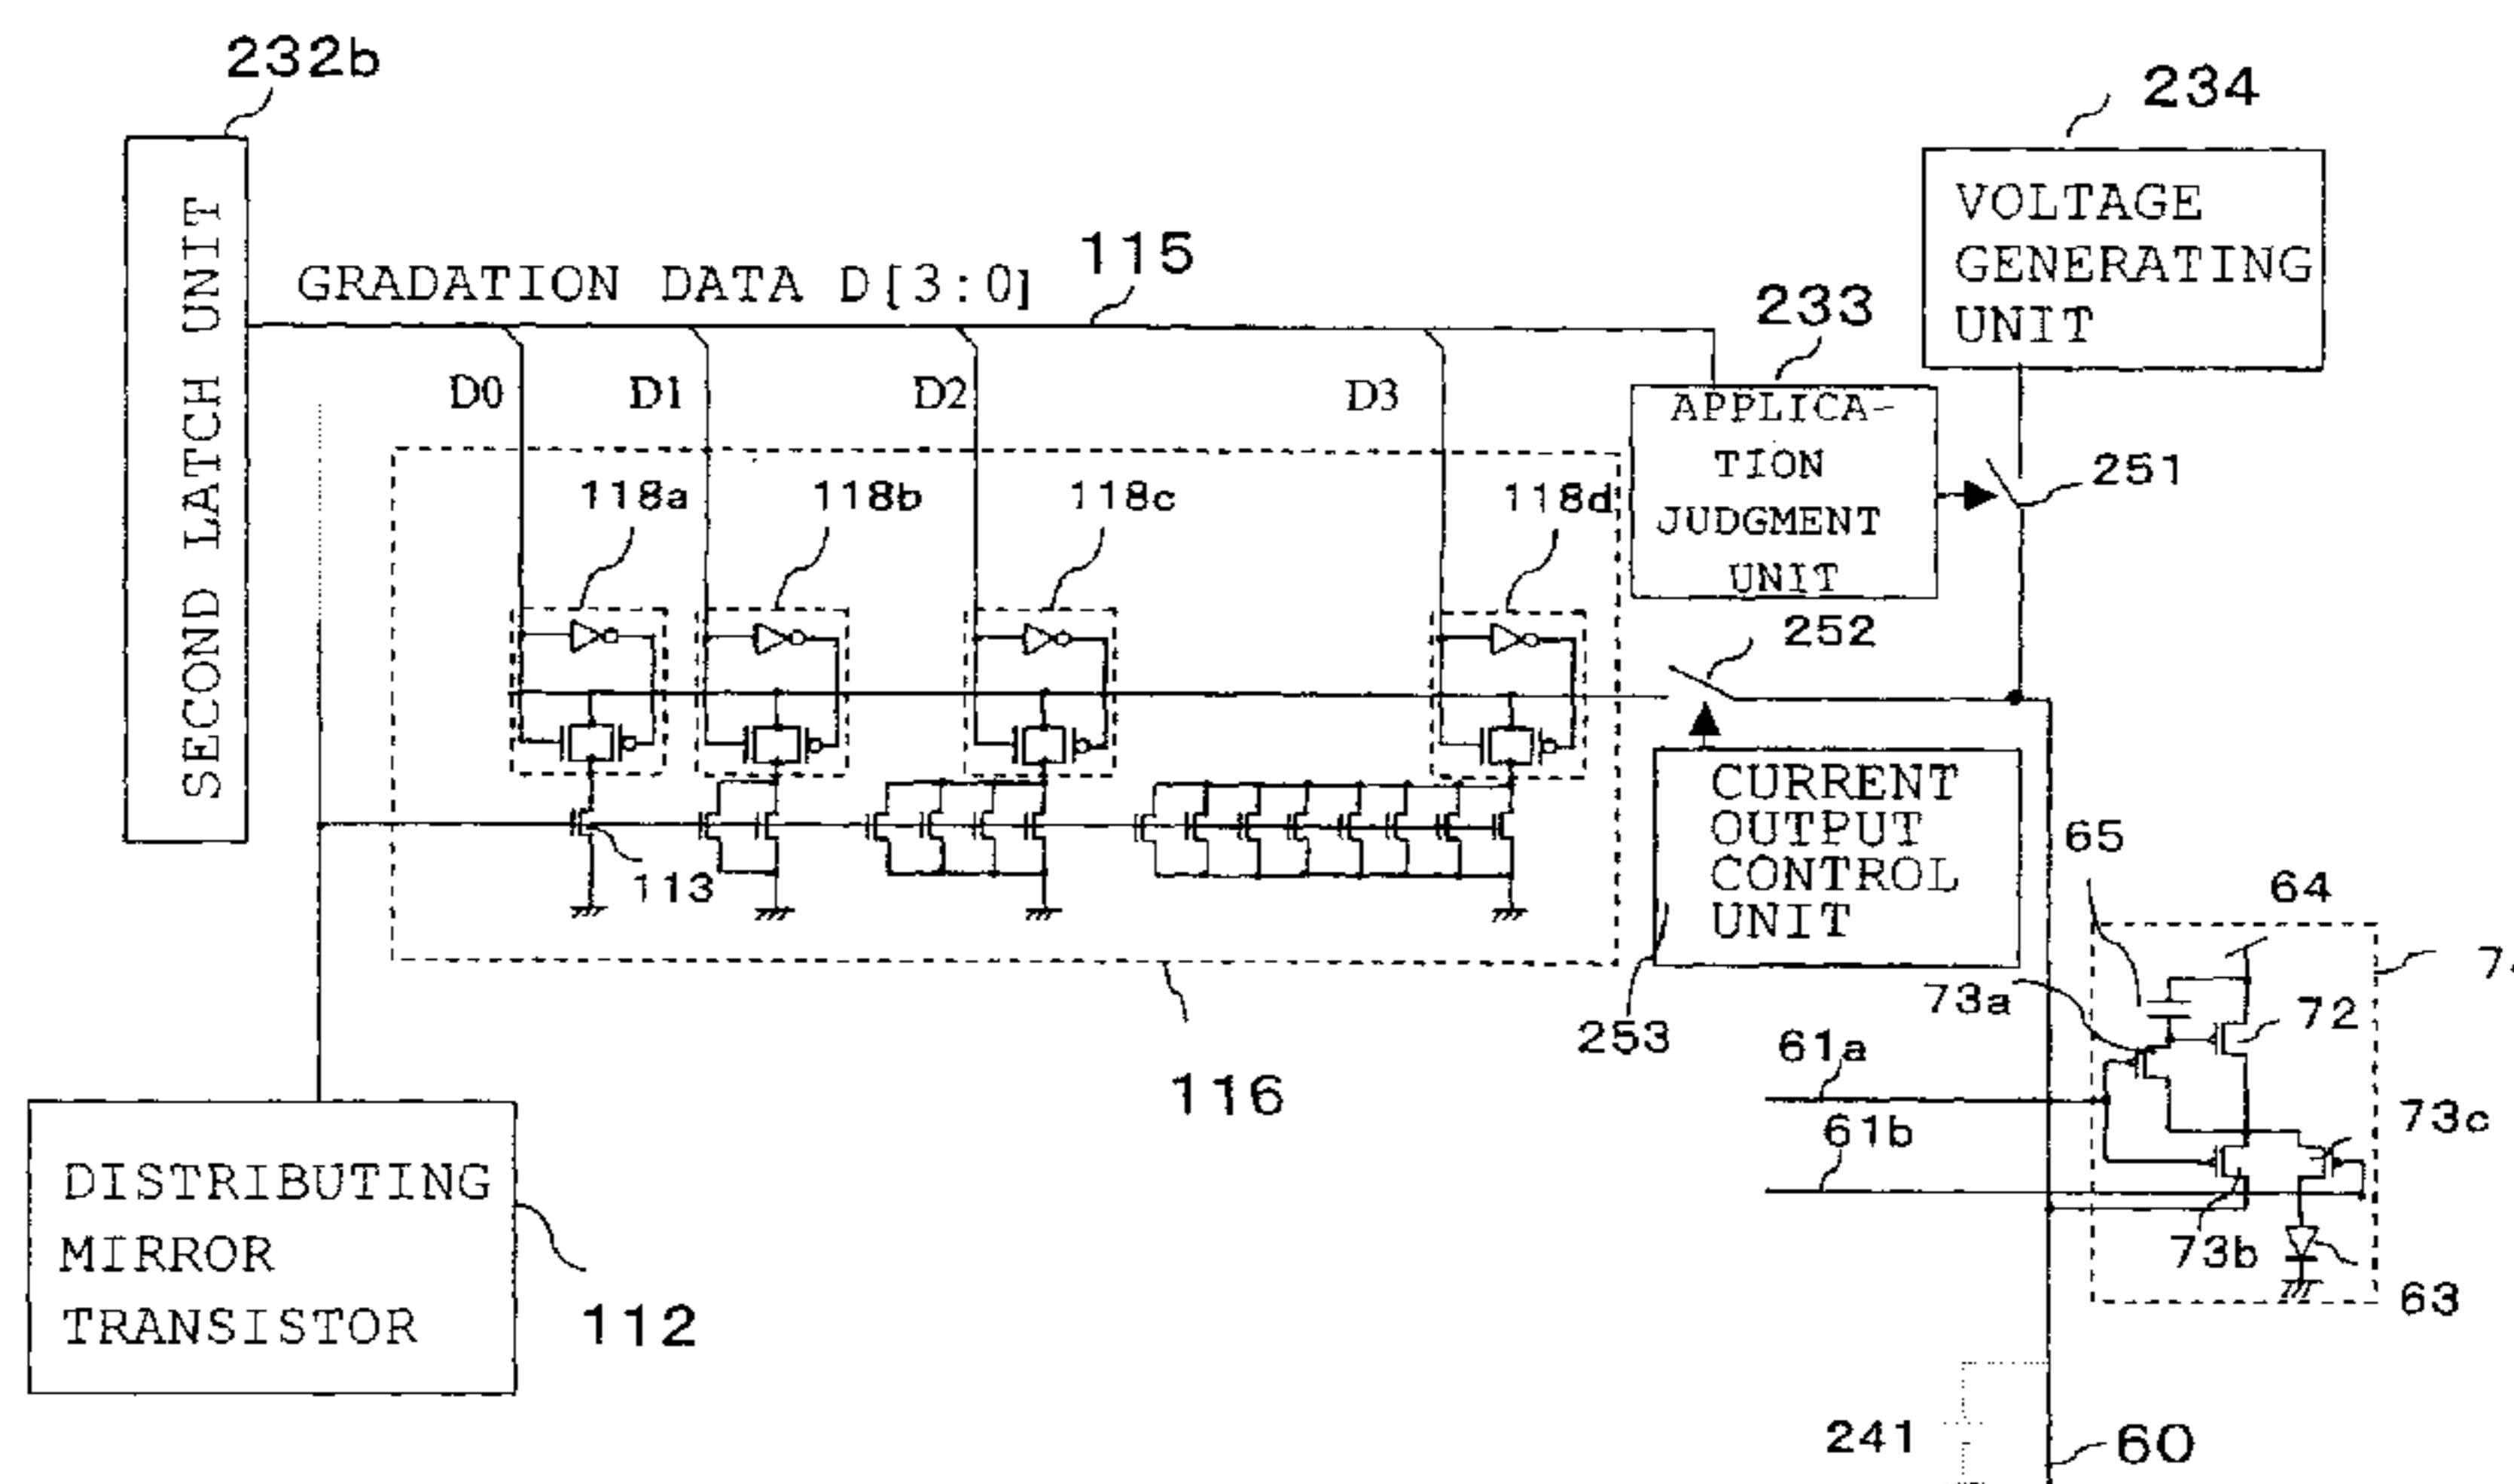 232b
234
SECOND LATCH UNIT
VOLTAGE
GENERATING
UNIT
GRADATION DATA D[3:0]
115
233
D0
D1
D2
D3
APPLICA-
TION
JUDGMENT
UNIT
251
118a
118b
118c
118d
252
CURRENT
OUTPUT
CONTROL
UNIT
113
65
64
253
73a
72
116
61a
61b
73c
DISTRIBUTING
MIRROR
TRANSISTOR
112
73b
63
241
60